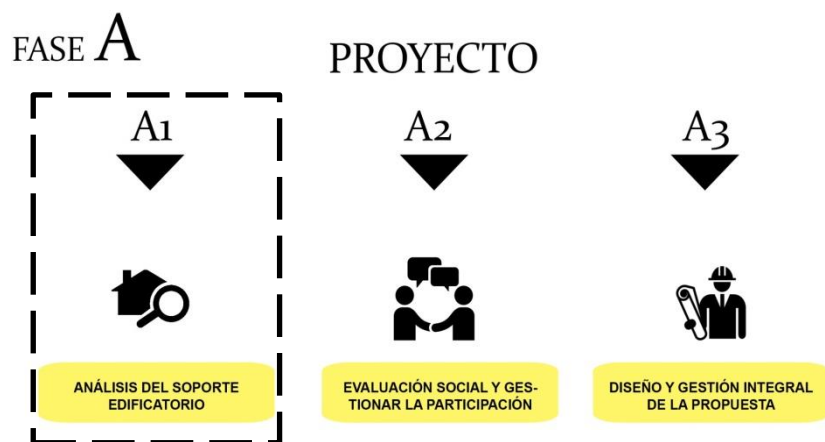 FASE A
PROYECTO
A1
A2
A3
ANÁLISIS DEL SOPORTE
EDIFICATORIO
EVALUACIÓN SOCIAL Y GES-
TIONAR LA PARTICIPACIÓN
DISEÑO Y GESTIÓN INTEGRAL
DE LA PROPUESTA